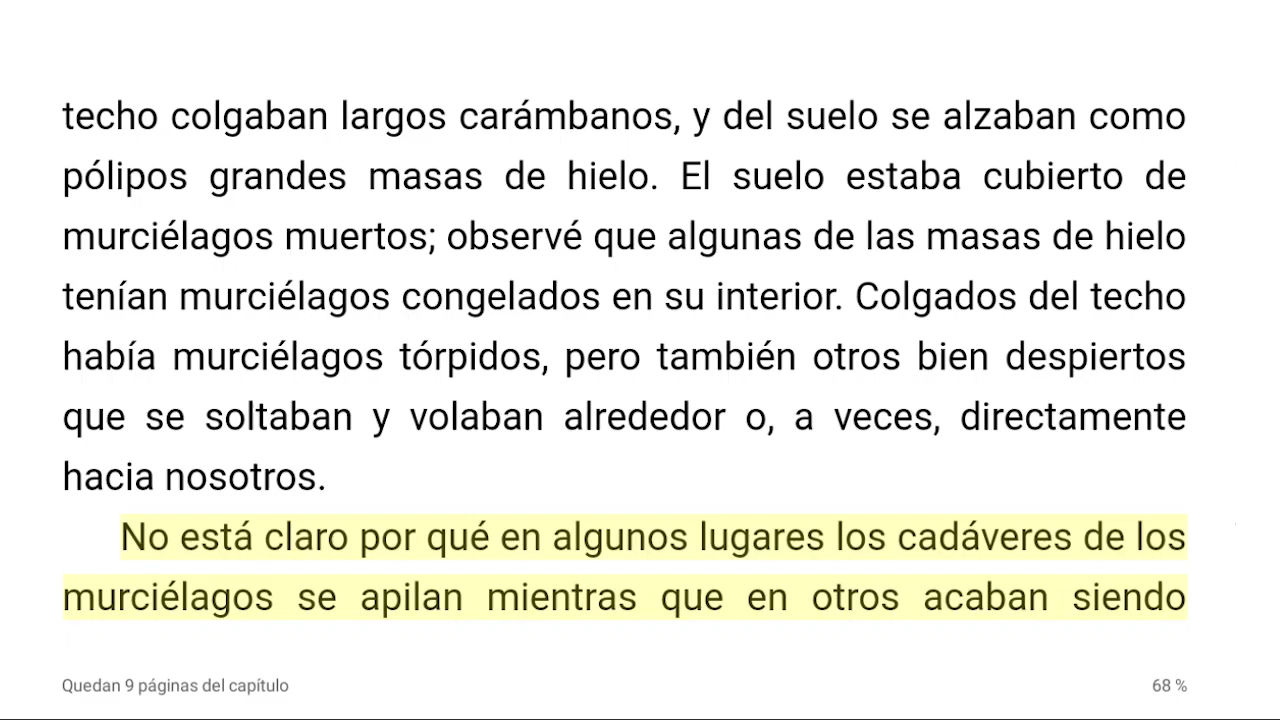 techo colgaban largos carámbanos, y del suelo se alzaban como
pólipos grandes masas de hielo. El suelo estaba cubierto de
murciélagos muertos; observé que algunas de las masas de hielo
tenían murciélagos congelados en su interior. Colgados del techo
había murciélagos tórpidos, pero también otros bien despiertos
que se soltaban y volaban alrededor o, a veces, directamente
hacia nosotros.
No está claro por qué en algunos lugares los cadáveres de los
murciélagos se apilan mientras que en otros acaban siendo
Quedan 9 páginas del capítulo
68 %